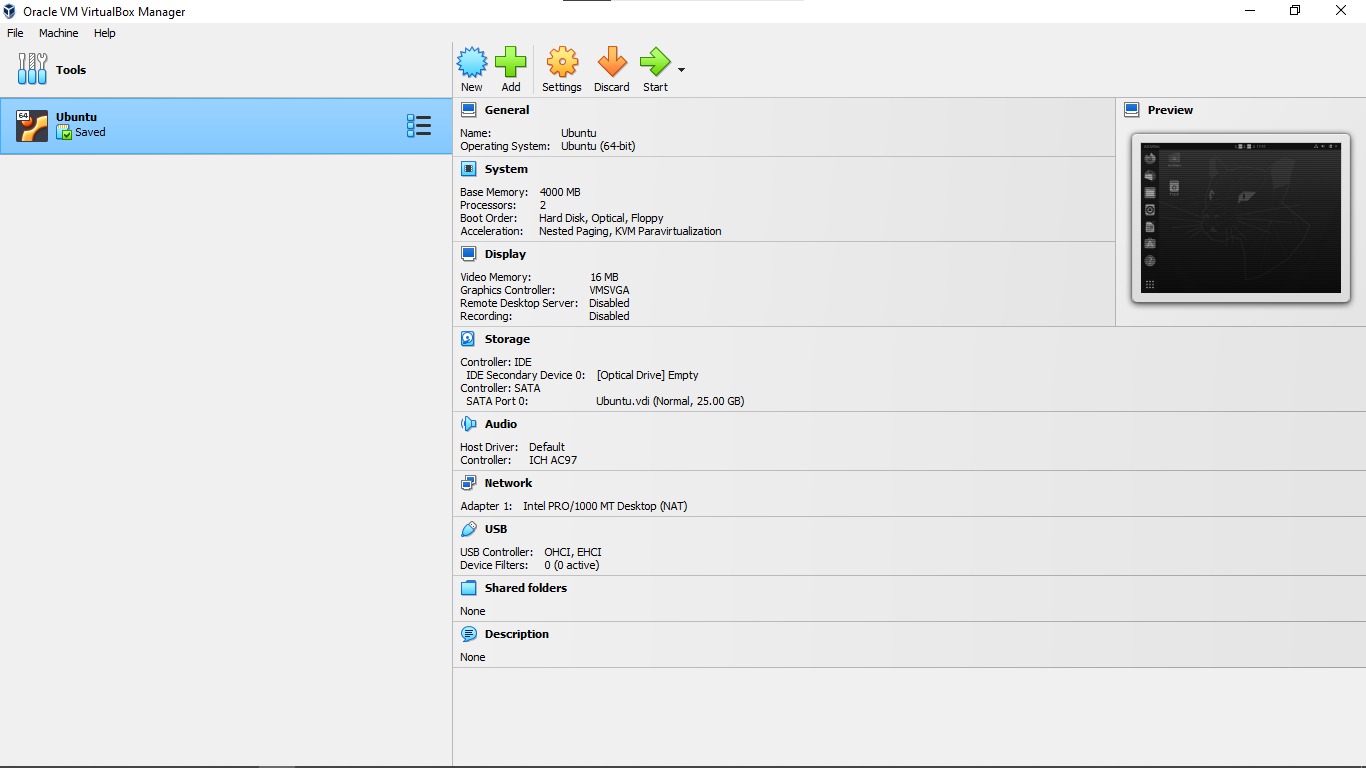 Oracle VM VirtualBox Manager
File Machine Help
Tools
New Add Settings Discard Start
64
Ubuntu
Saved
General
Name: Ubuntu
Operating System: Ubuntu (64-bit)
System
Base Memory: 4000 MB
Processors: 2
Boot Order: Hard Disk, Optical, Floppy
Acceleration: Nested Paging, KVM Paravirtualization
Display
Video Memory: 16 MB
Graphics Controller: VMSVGA
Remote Desktop Server: Disabled
Recording: Disabled
Storage
Controller: IDE
IDE Secondary Device 0: [Optical Drive] Empty
Controller: SATA
SATA Port 0: Ubuntu.vdi (Normal, 25.00 GB)
Audio
Host Driver: Default
Controller: ICH AC97
Network
Adapter 1: Intel PRO/1000 MT Desktop (NAT)
USB
USB Controller: OHCI, EHCI
Device Filters: 0 (0 active)
Shared folders
None
Description
None
Preview